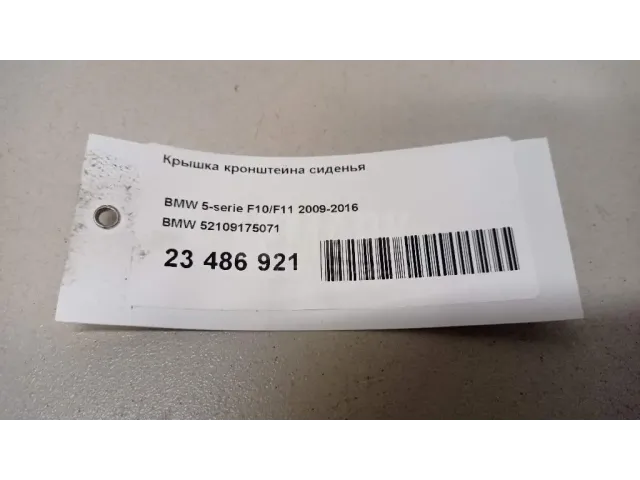 Крышка кронштейна сиденья
BMW 5-serie F10/F11 2009-2016
BMW 52109175071
23 486 921